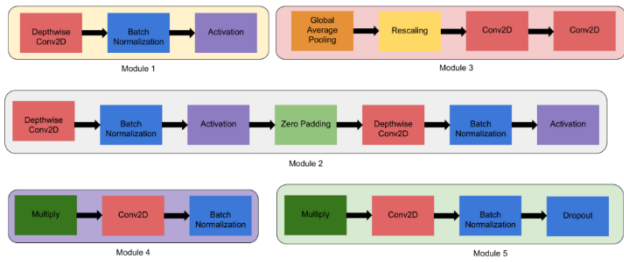 Depthwise
Conv2D
Batch
Normalization
Activation
Module 1
Global
Average
Pooling
Rescaling
Conv2D
Conv2D
Module 3
Depthwise
Conv2D
Batch
Normalization
Activation
Zero Padding
Depthwise
Conv2D
Batch
Normalization
Activation
Module 2
Multiply
Conv2D
Batch
Normalization
Module 4
Multiply
Conv2D
Batch
Normalization
Dropout
Module 5